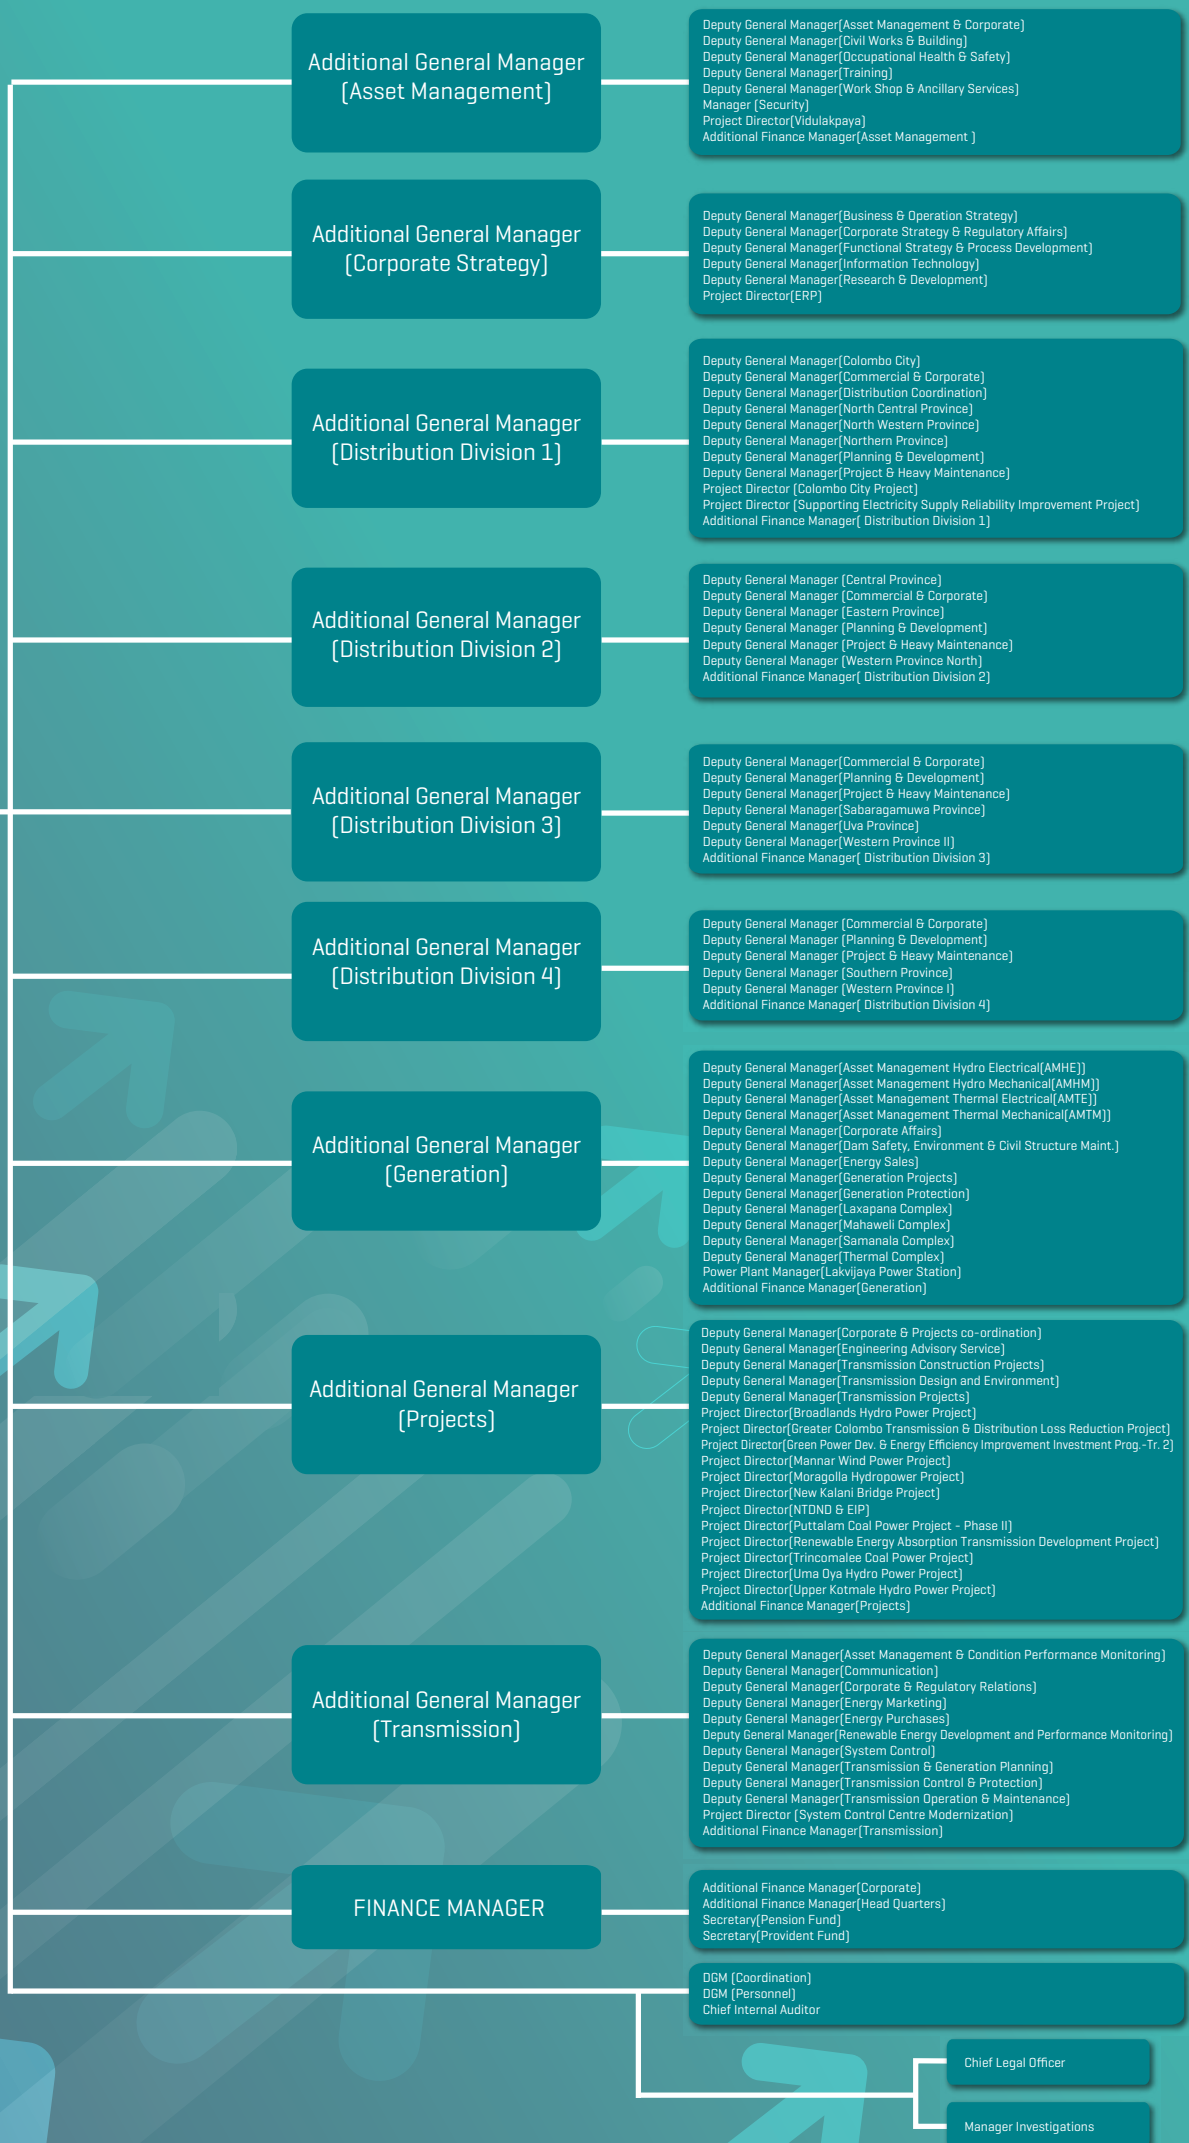 Additional General Manager
(Asset Management)
Deputy General Manager(Asset Management & Corporate)
Deputy General Manager(Civil Works & Building)
Deputy General Manager(Occupational Health & Safety)
Deputy General Manager(Training)
Deputy General Manager(Work Shop & Ancillary Services)
Manager (Security)
Project Director(Vidulakpaya)
Additional Finance Manager(Asset Management )
Additional General Manager
(Corporate Strategy)
Deputy General Manager(Business & Operation Strategy)
Deputy General Manager(Corporate Strategy & Regulatory Affairs)
Deputy General Manager(Functional Strategy & Process Development)
Deputy General Manager(Information Technology)
Deputy General Manager(Research & Development)
Project Director(ERP)
Additional General Manager
(Distribution Division 1)
Deputy General Manager(Colombo City)
Deputy General Manager(Commercial & Corporate)
Deputy General Manager(Distribution Coordination)
Deputy General Manager(North Central Province)
Deputy General Manager(North Western Province)
Deputy General Manager(Northern Province)
Deputy General Manager(Planning & Development)
Deputy General Manager(Project & Heavy Maintenance)
Project Director (Colombo City Project)
Project Director (Supporting Electricity Supply Reliability Improvement Project)
Additional Finance Manager( Distribution Division 1)
Additional General Manager
(Distribution Division 2)
Deputy General Manager (Central Province)
Deputy General Manager (Commercial & Corporate)
Deputy General Manager (Eastern Province)
Deputy General Manager (Planning & Development)
Deputy General Manager (Project & Heavy Maintenance)
Deputy General Manager (Western Province North)
Additional Finance Manager( Distribution Division 2)
Additional General Manager
(Distribution Division 3)
Deputy General Manager(Commercial & Corporate)
Deputy General Manager(Planning & Development)
Deputy General Manager(Project & Heavy Maintenance)
Deputy General Manager(Sabaragamuwa Province)
Deputy General Manager(Uva Province)
Deputy General Manager(Western Province II)
Additional Finance Manager( Distribution Division 3)
Additional General Manager
(Distribution Division 4)
Deputy General Manager (Commercial & Corporate)
Deputy General Manager (Planning & Development)
Deputy General Manager (Project & Heavy Maintenance)
Deputy General Manager (Southern Province)
Deputy General Manager (Western Province I)
Additional Finance Manager( Distribution Division 4)
Additional General Manager
(Generation)
Deputy General Manager(Asset Management Hydro Electrical(AMHE))
Deputy General Manager(Asset Management Hydro Mechanical(AMHM))
Deputy General Manager(Asset Management Thermal Electrical(AMTE))
Deputy General Manager(Asset Management Thermal Mechanical(AMTM))
Deputy General Manager(Corporate Affairs)
Deputy General Manager(Dam Safety, Environment & Civil Structure Maint.)
Deputy General Manager(Energy Sales)
Deputy General Manager(Generation Projects)
Deputy General Manager(Generation Protection)
Deputy General Manager(Laxapana Complex)
Deputy General Manager(Mahaweli Complex)
Deputy General Manager(Samanala Complex)
Deputy General Manager(Thermal Complex)
Power Plant Manager(Lakvijaya Power Station)
Additional Finance Manager(Generation)
Additional General Manager
(Projects)
Deputy General Manager(Corporate & Projects co-ordination)
Deputy General Manager(Engineering Advisory Service)
Deputy General Manager(Transmission Construction Projects)
Deputy General Manager(Transmission Design and Environment)
Deputy General Manager(Transmission Projects)
Project Director(Broadlands Hydro Power Project)
Project Director(Greater Colombo Transmission & Distribution Loss Reduction Project)
Project Director(Green Power Dev. & Energy Efficiency Improvement Investment Prog.-Tr. 2)
Project Director(Mannar Wind Power Project)
Project Director(Moragolla Hydropower Project)
Project Director(New Kalani Bridge Project)
Project Director(NTDND & EIP)
Project Director(Puttalam Coal Power Project - Phase II)
Project Director(Renewable Energy Absorption Transmission Development Project)
Project Director(Trincomalee Coal Power Project)
Project Director(Uma Oya Hydro Power Project)
Project Director(Upper Kotmale Hydro Power Project)
Additional Finance Manager(Projects)
Additional General Manager
(Transmission)
Deputy General Manager(Asset Management & Condition Performance Monitoring)
Deputy General Manager(Communication)
Deputy General Manager(Corporate & Regulatory Relations)
Deputy General Manager(Energy Marketing)
Deputy General Manager(Energy Purchases)
Deputy General Manager(Renewable Energy Development and Performance Monitoring)
Deputy General Manager(System Control)
Deputy General Manager(Transmission & Generation Planning)
Deputy General Manager(Transmission Control & Protection)
Deputy General Manager(Transmission Operation & Maintenance)
Project Director (System Control Centre Modernization)
Additional Finance Manager(Transmission)
FINANCE MANAGER
Additional Finance Manager(Corporate)
Additional Finance Manager(Head Quarters)
Secretary(Pension Fund)
Secretary(Provident Fund)
DGM (Coordination)
DGM (Personnel)
Chief Internal Auditor
Chief Legal Officer
Manager Investigations